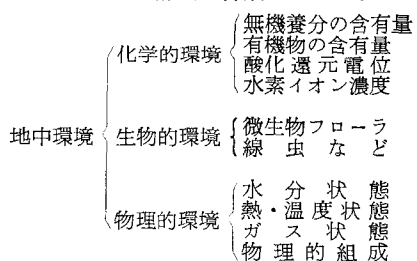 無機養分の含有量
化学的環境
有機物の含有量
酸化還元電位
水素イオン濃度
地中環境
生物的環境
微生物フローラ
線虫など
水分状態
物理的環境
熱・温度状態
ガス状態
物理的組成